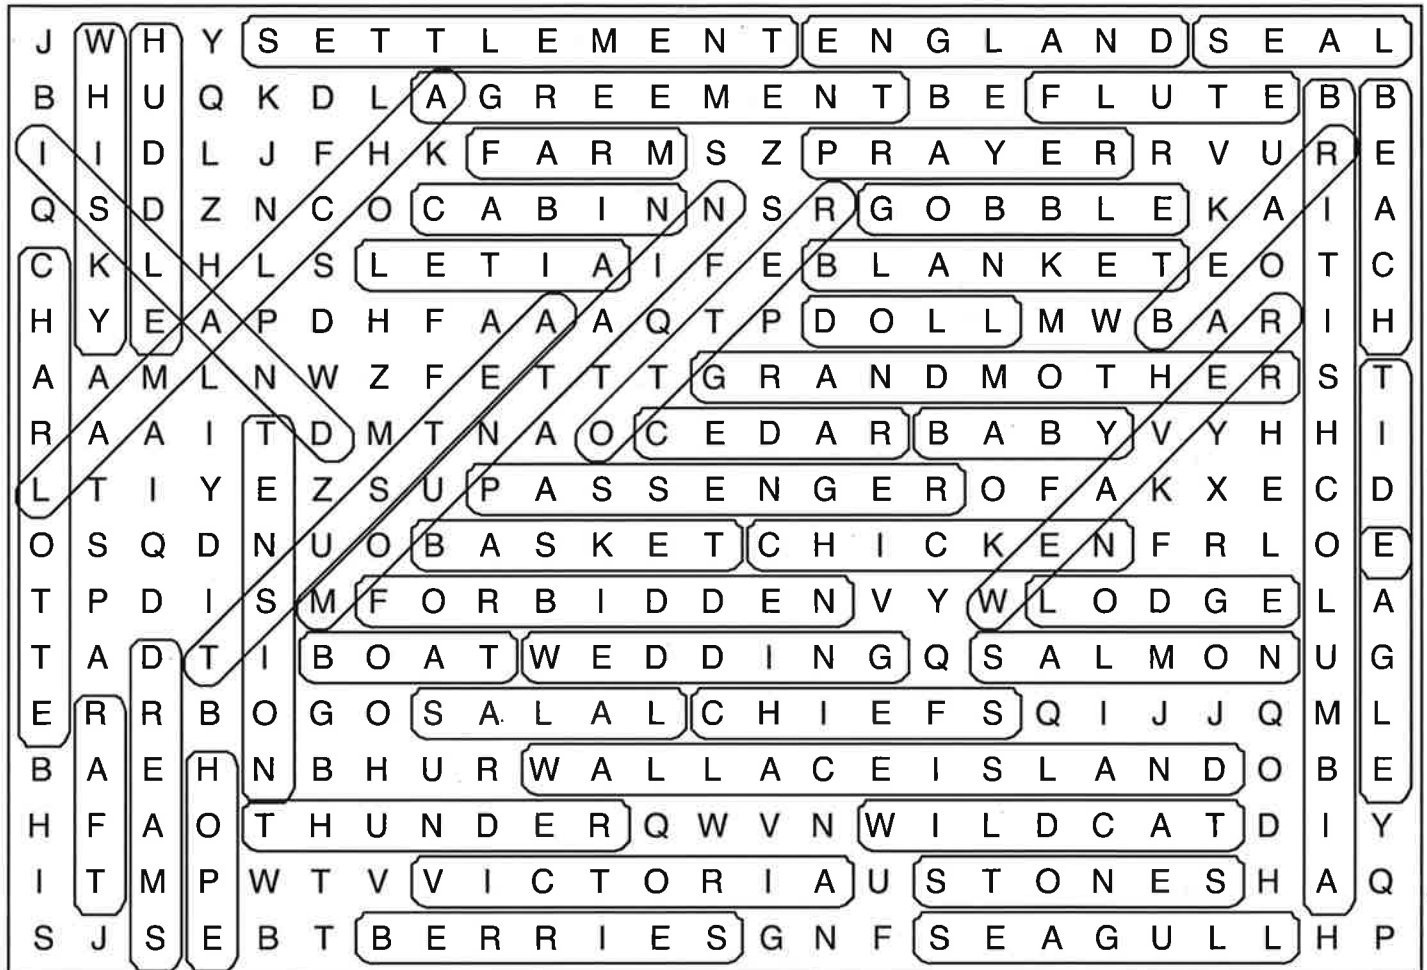 J W H Y S E T T L E M E N T E N G L A N D S E A L
B H U Q K D L A G R E E M E N T B E F L U T E B B
I I D L J F H K F A R M S Z P R A Y E R R V U R E
Q S D Z N C O C A B I N N S R G O B B L E K A I A
C K L H L S L E T I A I F E B L A N K E T E O T C
H Y E A P D H F A A A Q T P D O L L M W B A R I H
A A M L N W Z F E T T T G R A N D M O T H E R S T
R A A I T D M T N A O C E D A R B A B Y V Y H H I
L T I Y E Z S U P A S S E N G E R O F A K X E C D
O S Q D N U O B A S K E T C H I C K E N F R L O E
T P D I S M F O R B I D D E N V Y W L O D G E L A
T A D T I B O A T W E D D I N G Q S A L M O N U G
E R R B O G O S A L A L C H I E F S Q I J J Q M L
B A E H N B H U R W A L L A C E I S L A N D O B E
H F A O T H U N D E R Q W V N W I L D C A T D I Y
I T M P W T V V I C T O R I A U S T O N E S H A Q
S J S E B T B E R R I E S G N F S E A G U L L H P